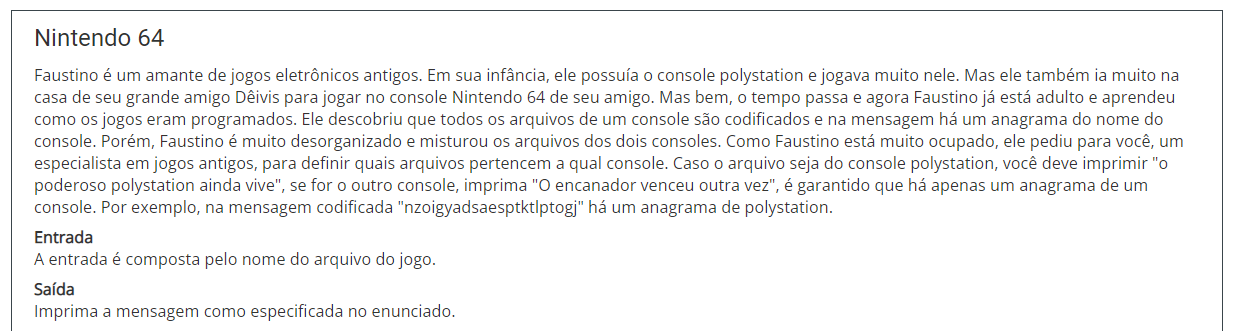 Nintendo 64
Faustino é um amante de jogos eletrônicos antigos. Em sua infância, ele possuía o console polystation e jogava muito nele. Mas ele também ia muito na
casa de seu grande amigo Dêivis para jogar no console Nintendo 64 de seu amigo. Mas bem, o tempo passa e agora Faustino já está adulto e aprendeu
como os jogos eram programados. Ele descobriu que todos os arquivos de um console são codificados e na mensagem há um anagrama do nome do
console. Porém, Faustino é muito desorganizado e misturou os arquivos dos dois consoles. Como Faustino está muito ocupado, ele pediu para você, um
especialista em jogos antigos, para definir quais arquivos pertencem a qual console. Caso o arquivo seja do console polystation, você deve imprimir "o
poderoso polystation ainda vive", se for o outro console, imprima "O encanador venceu outra vez", é garantido que há apenas um anagrama de um
console. Por exemplo, na mensagem codificada "nzoigyadsaesptktlptogj" há um anagrama de polystation.
Entrada
A entrada é composta pelo nome do arquivo do jogo.
Saída
Imprima a mensagem como especificada no enunciado.